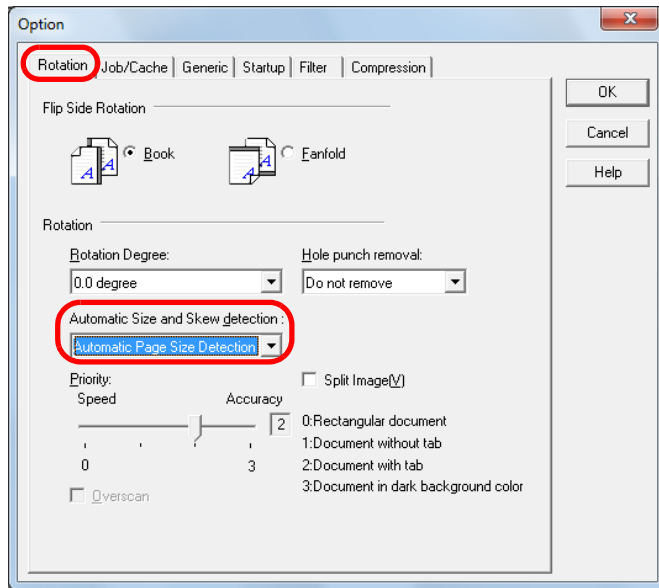 Option
Rotation Job/Cache Generic Startup Filter Compression
OK
Cancel
Help
Flip Side Rotation
A A Book A A Fanfold
Rotation
Rotation Degree: Hole punch removal:
0.0 degree Do not remove
Automatic Size and Skew detection :
Automatic Page Size Detection
Priority: Split Image(V)
Speed Accuracy
2
0:Rectangular document
1:Document without tab
0 3 2:Document with tab
3:Document in dark background color
Overscan